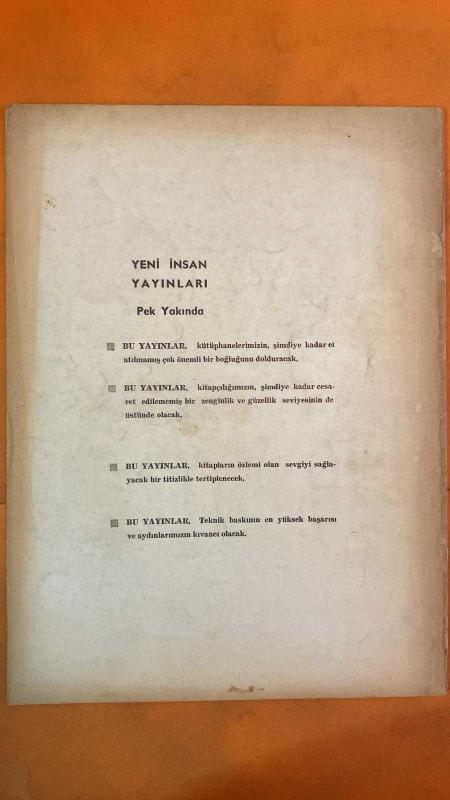 YENİ İNSAN
YAYINLARI
Pek Yakında
BU YAYINLAR, kütüphanelerimizin, şimdiye kadar el
atılmamış çok önemli bir boğluğunu dolduracak,
BU YAYINLAR, kitapçılığımızın, şimdiye kadar cesa-
ret edilememiş bir zenginlik ve güzellik seviyesinin de
üstünde olacak,
BU YAYINLAR, kitapların özlemi olan sevgiyi sağla-
yacak bir titizlikle tertiplenecek,
BU YAYINLAR, Teknik baskının en yüksek başarısı
ve aydınlarımızın kıvancı olacak.